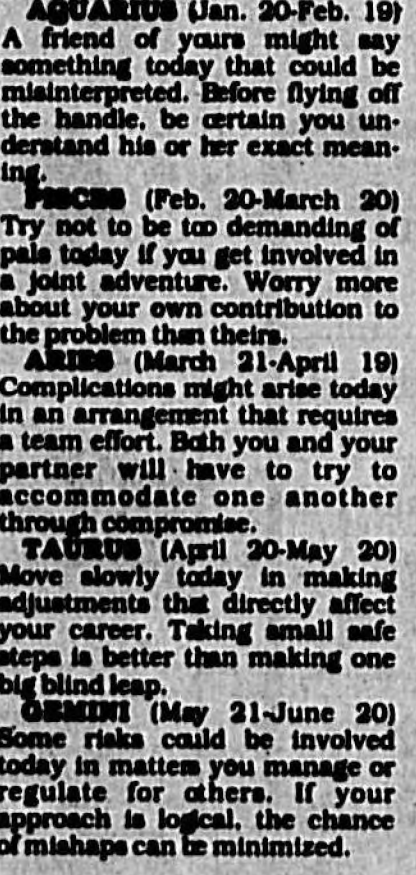 AQUARIUS (Jan. 20-Feb. 19)
A friend of yours might say
something today that could be
misinterpreted. Before flying off
the handle, be certain you un-
derstand his or her exact mean-
ing.
PISCES (Feb. 20-March 20)
Try not to be too demanding of
pals today if you get involved in
a joint adventure. Worry more
about your own contribution to
the problem than theirs.
ARIES (March 21-April 19)
Complications might arise today
in an arrangement that requires
a team effort. Both you and your
partner will have to try to
accommodate one another
through compromise.
TAURUS (April 20-May 20)
Move slowly today in making
adjustments that directly affect
your career. Taking small safe
steps is better than making one
big blind leap.
GEMINI (May 21-June 20)
Some risks could be involved
today in matters you manage or
regulate for others. If your
approach is logical, the chance
of mishaps can be minimized.